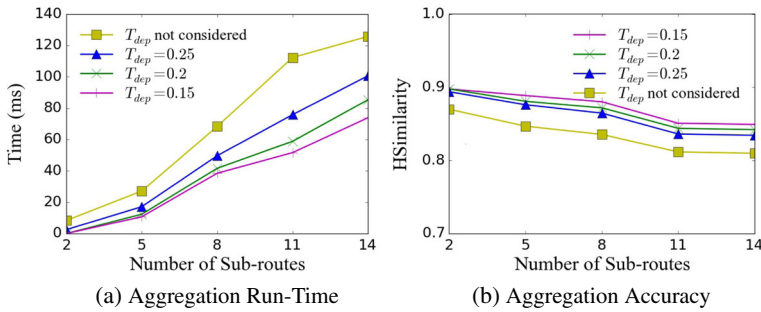 140
120
100
80
60
40
20
0
Time (ms)
T_dep not considered
T_dep=0.25
T_dep=0.2
T_dep=0.15
2 5 8 11 14
Number of Sub-routes
(a) Aggregation Run-Time
1.0
0.9
0.8
0.7
HSimilarity
T_dep=0.15
T_dep=0.2
T_dep=0.25
T_dep not considered
2 5 8 11 14
Number of Sub-routes
(b) Aggregation Accuracy